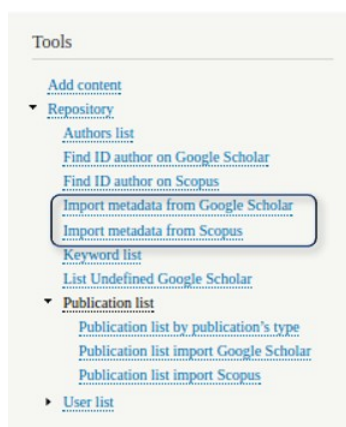 Tools
Add content
Repository
Authors list
Find ID author on Google Scholar
Find ID author on Scopus
Import metadata from Google Scholar
Import metadata from Scopus
Keyword list
List Undefined Google Scholar
Publication list
Publication list by publication's type
Publication list import Google Scholar
Publication list import Scopus
User list